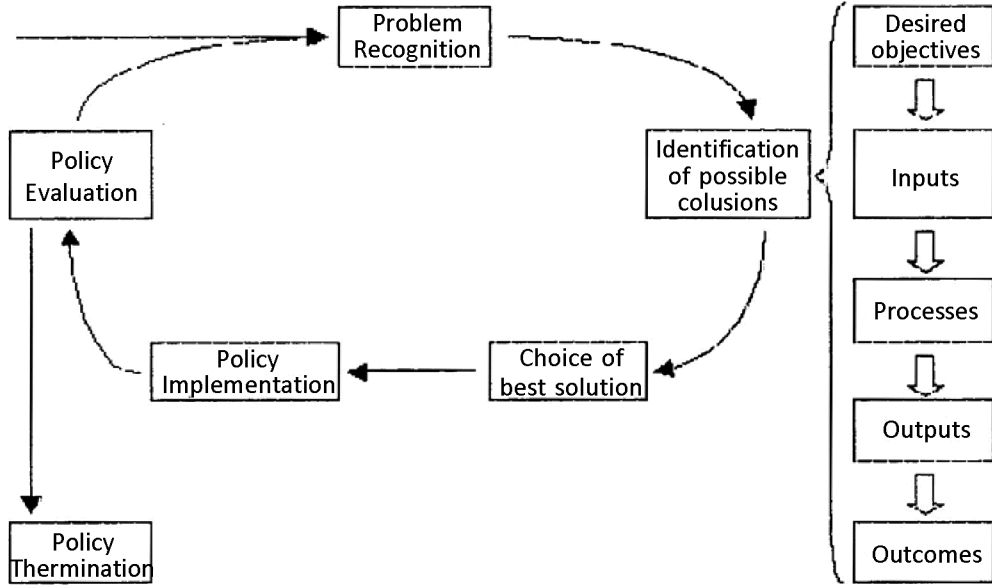 Problem
Recognition
Identification
of possible
colusions
Choice of
best solution
Policy
Implementation
Policy
Evaluation
Policy
Thermination
Desired
objectives
Inputs
Processes
Outputs
Outcomes